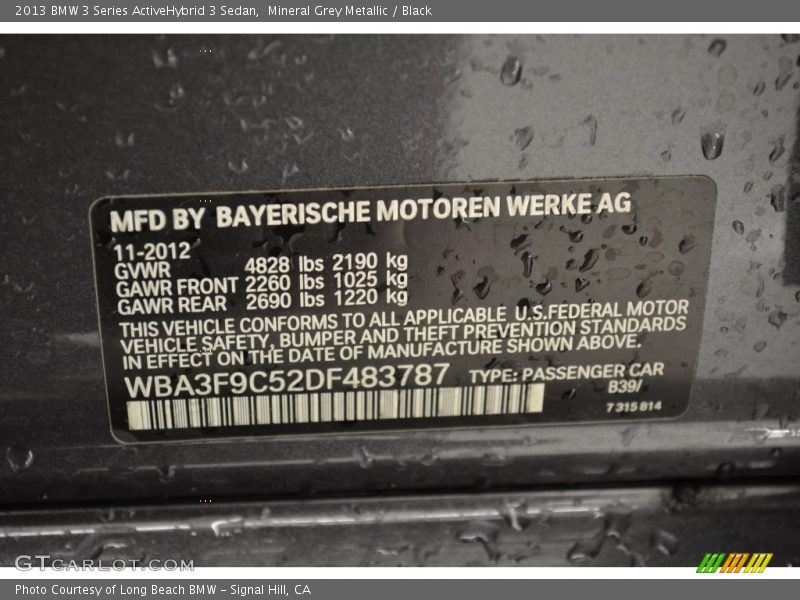 2013 BMW 3 Series ActiveHybrid 3 Sedan,  Mineral Grey Metallic / Black
MFD BY BAYERISCHE MOTOREN WERKE AG
11-2012
GVWR 4828 lbs 2190 kg
GAWR FRONT 2260 lbs 1025 kg
GAWR REAR 2690 lbs 1220 kg
THIS VEHICLE CONFORMS TO ALL APPLICABLE U.S.FEDERAL MOTOR
VEHICLE SAFETY, BUMPER AND THEFT PREVENTION STANDARDS
IN EFFECT ON THE DATE OF MANUFACTURE SHOWN ABOVE.
WBA3F9C52DF483787 TYPE: PASSENGER CAR
B39/
7315814
GTCARLOT.COM
Photo Courtesy of Long Beach BMW - Signal Hill, CA